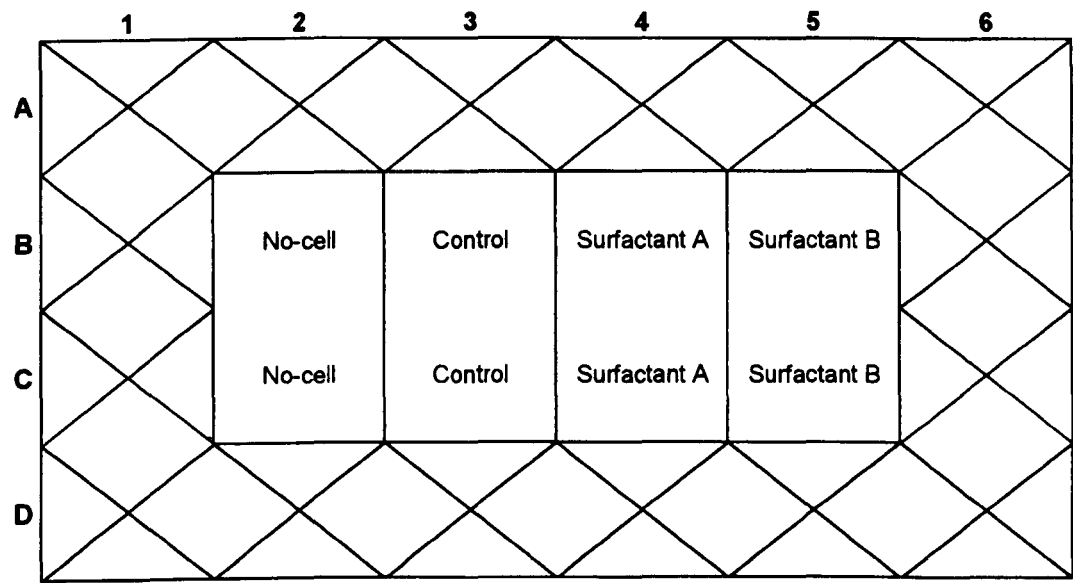 1 2 3 4 5 6
A
B No-cell Control Surfactant A Surfactant B
C No-cell Control Surfactant A Surfactant B
D